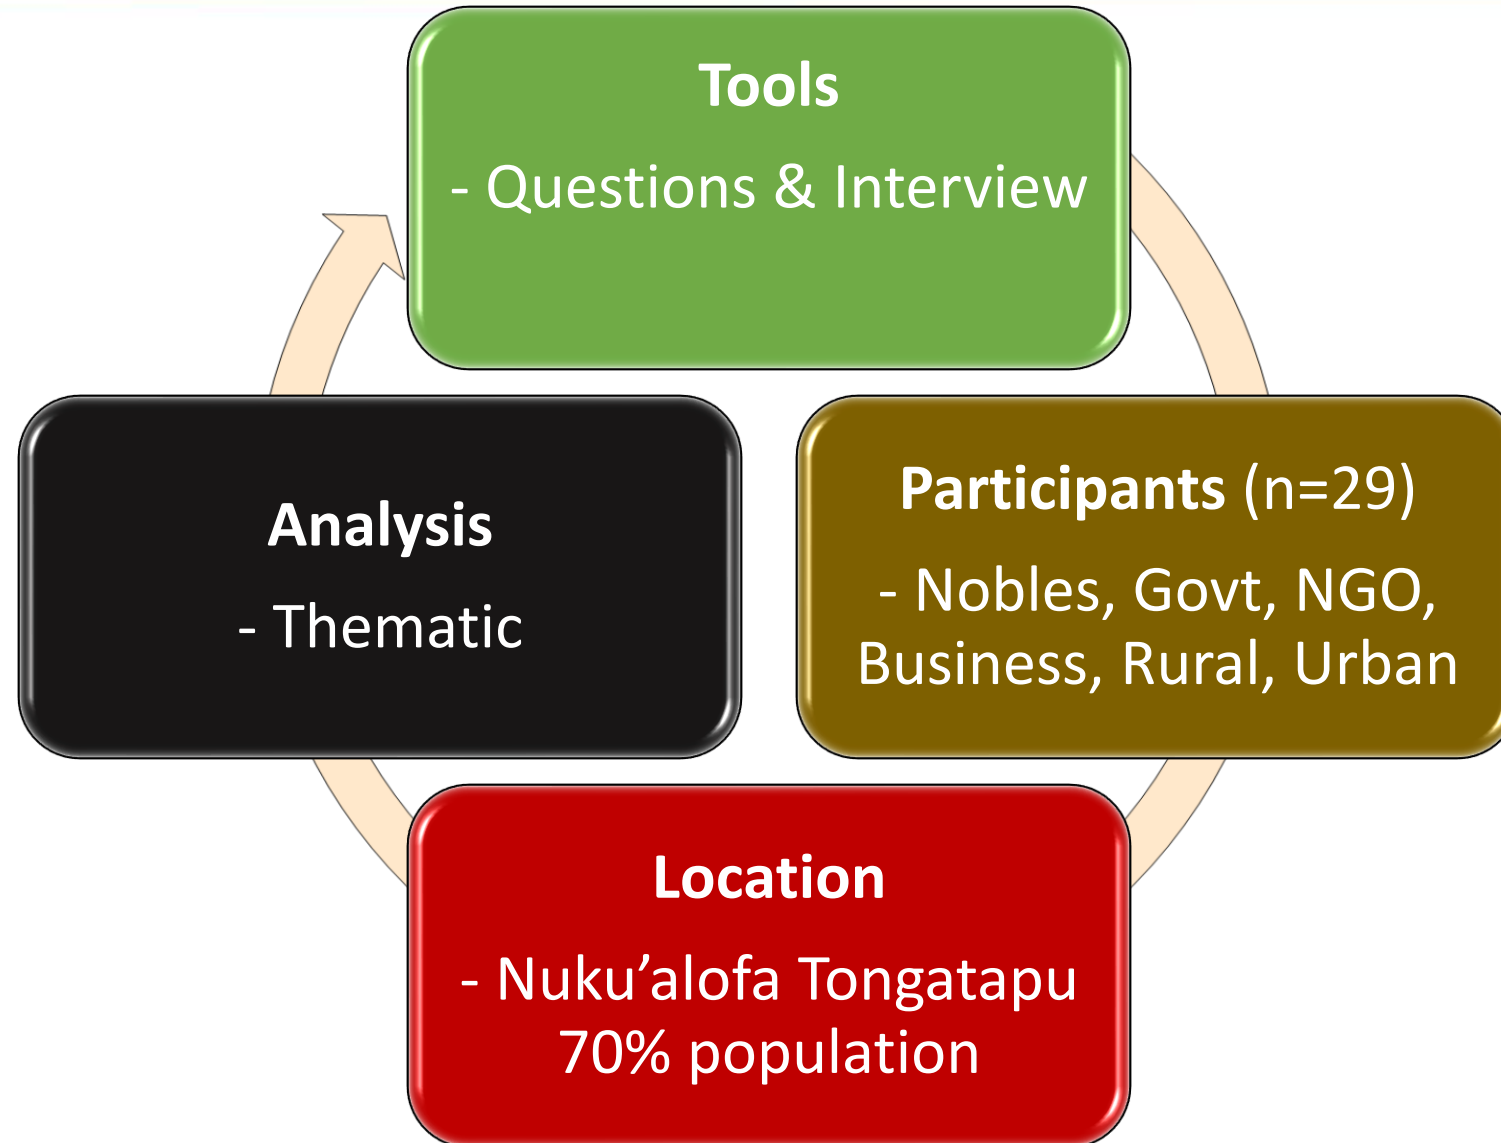 Tools
- Questions & Interview
Participants (n=29)
- Nobles, Govt, NGO,
Business, Rural, Urban
Location
- Nuku’alofa Tongatapu
70% population
Analysis
- Thematic